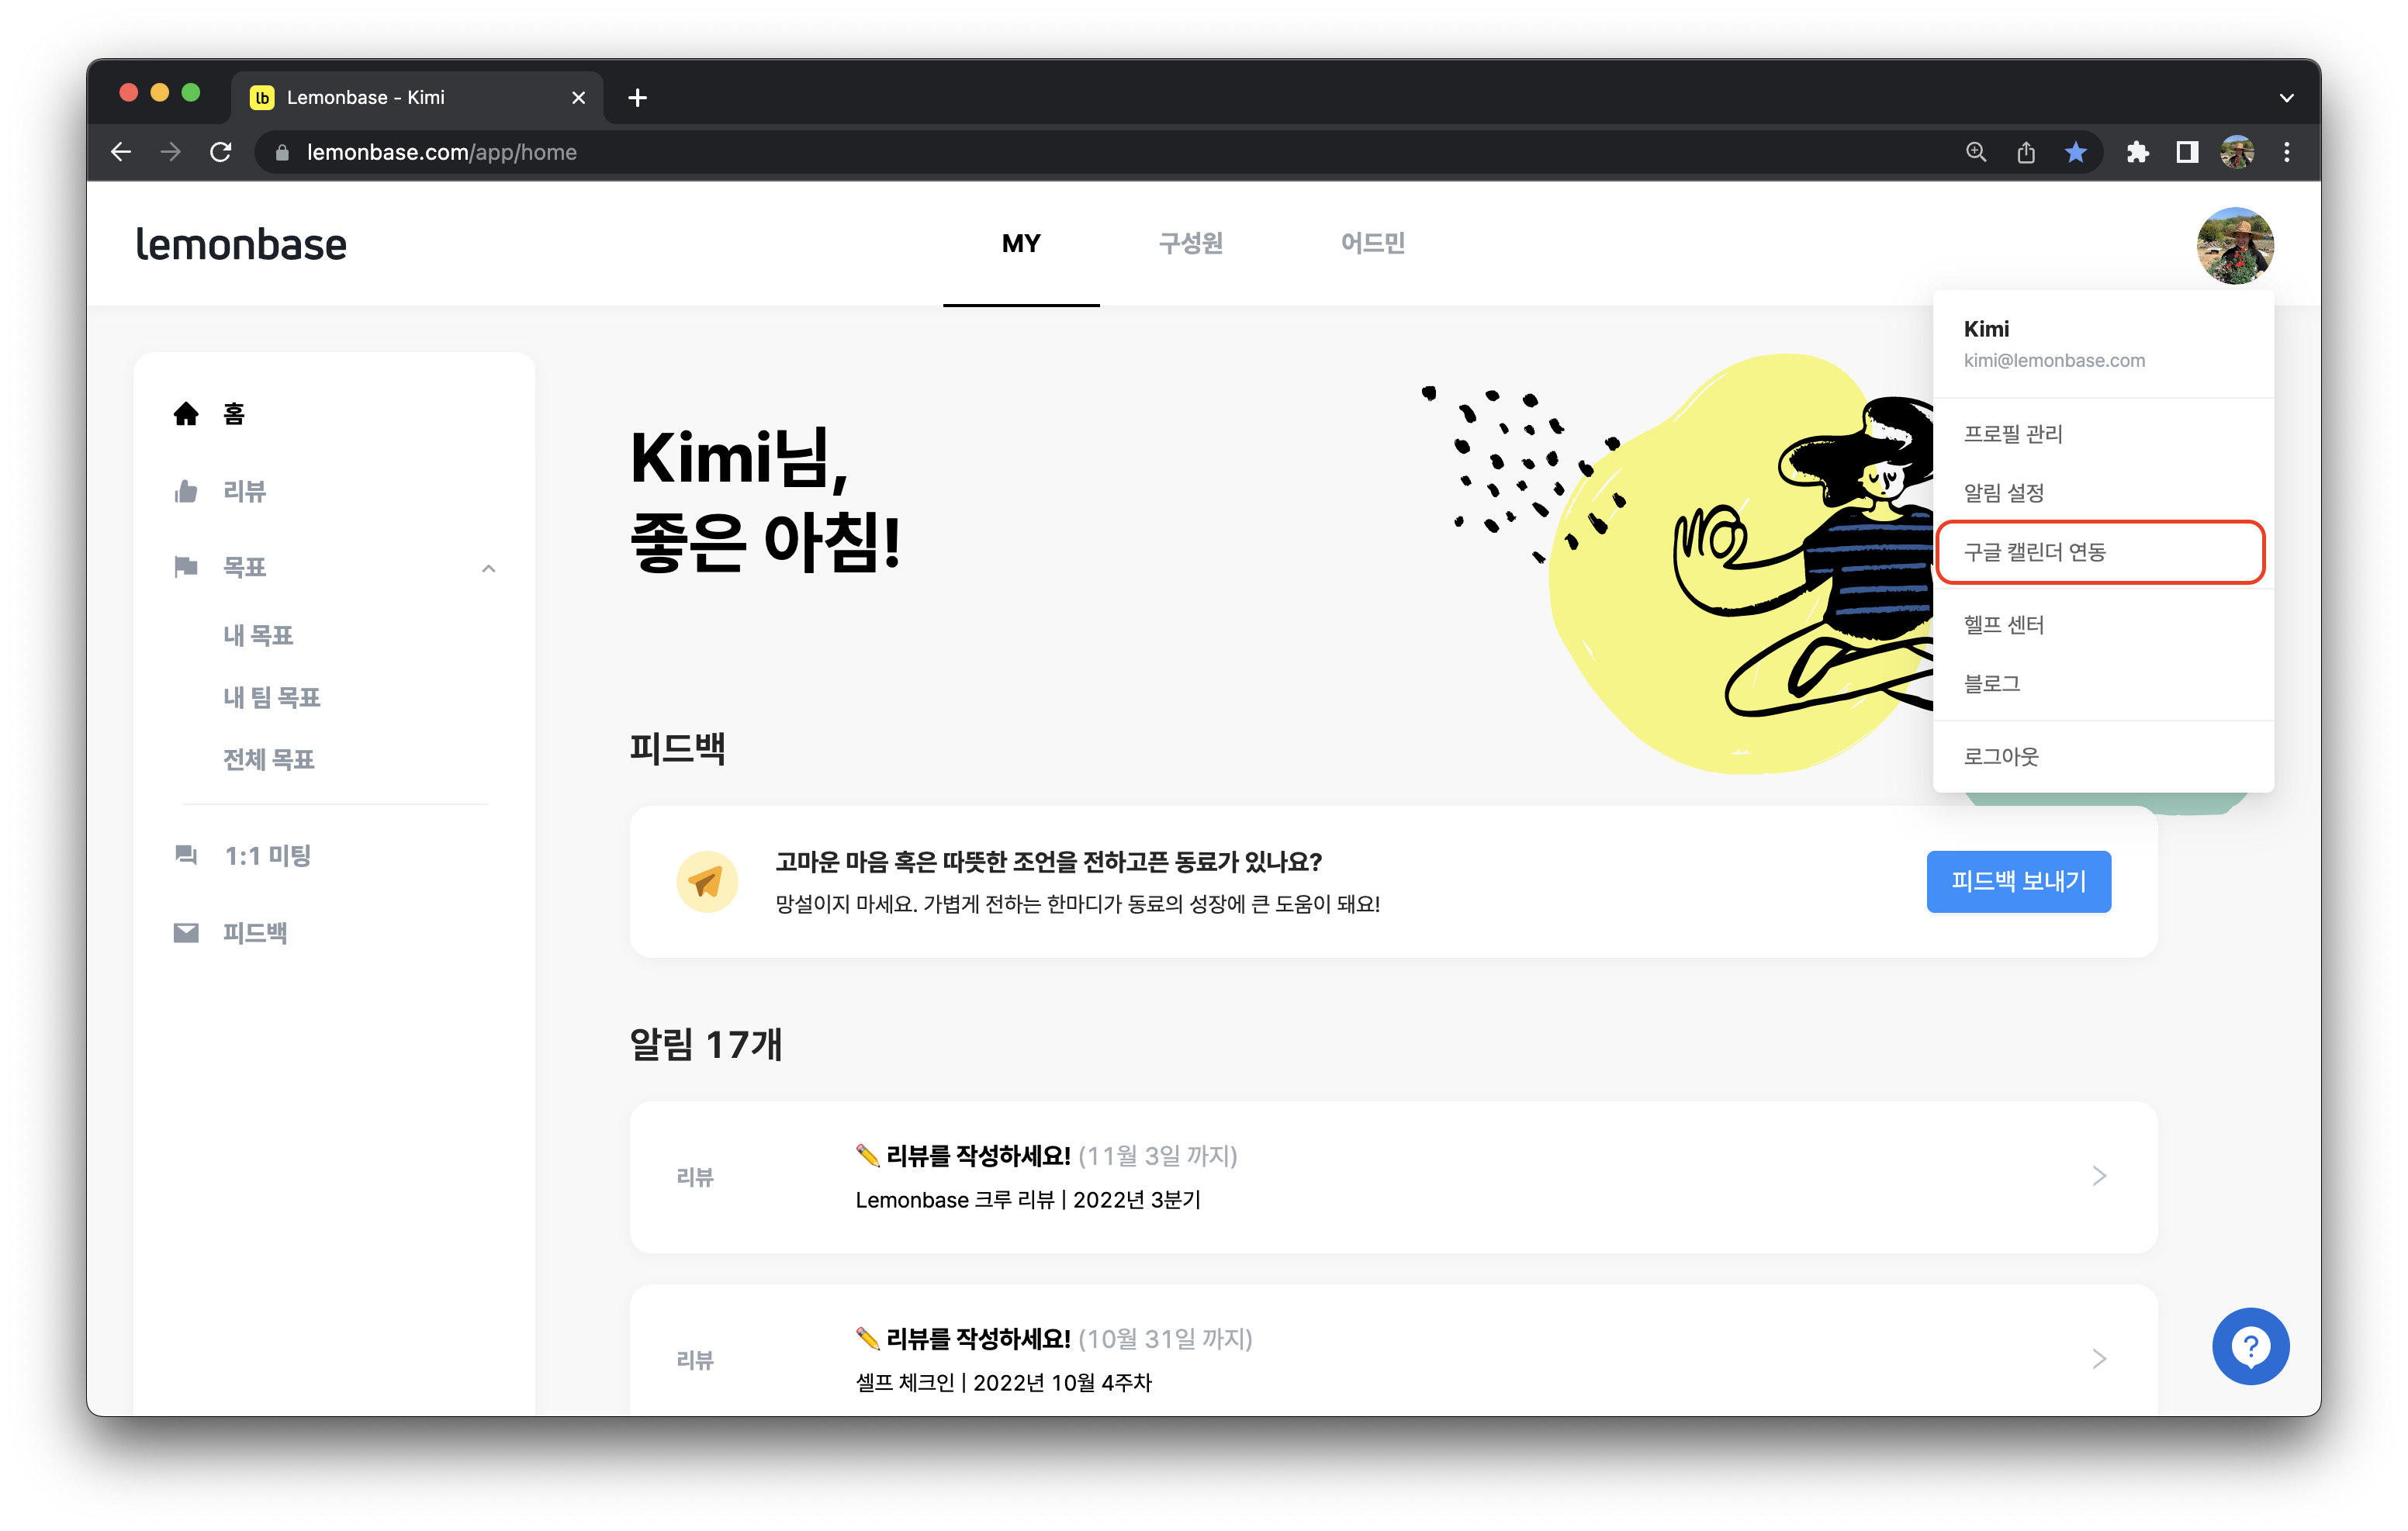 lb Lemonbase - Kimi
lemonbase.com/app/home
lemonbase
MY
구성원
어드민
Kimi
kimi@lemonbase.com
프로필 관리
알림 설정
구글 캘린더 연동
헬프 센터
블로그
로그아웃
홈
리뷰
목표
내 목표
내 팀 목표
전체 목표
1:1 미팅
피드백
Kimi님,
좋은 아침!
피드백
고마운 마음 혹은 따뜻한 조언을 전하고픈 동료가 있나요?
망설이지 마세요. 가볍게 전하는 한마디가 동료의 성장에 큰 도움이 돼요!
피드백 보내기
알림 17개
리뷰
✏️ 리뷰를 작성하세요! (11월 3일 까지)
Lemonbase 크루 리뷰 | 2022년 3분기
리뷰
✏️ 리뷰를 작성하세요! (10월 31일 까지)
셀프 체크인 | 2022년 10월 4주차
?